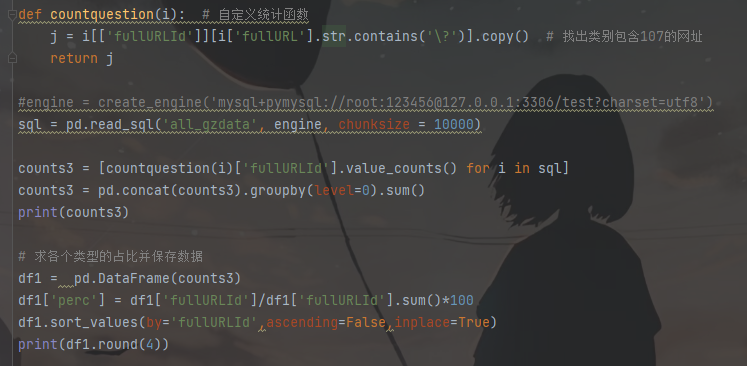 def countquestion(i):  # 自定义统计函数
    j = i[['fullURLId']][i['fullURL'].str.contains('\?')].copy()  # 找出类别包含107的网址
    return j
#engine = create_engine('mysql+pymysql://root:123456@127.0.0.1:3306/test?charset=utf8')
sql = pd.read_sql('all_gzdata', engine, chunksize = 10000)
counts3 = [countquestion(i)['fullURLId'].value_counts() for i in sql]
counts3 = pd.concat(counts3).groupby(level=0).sum()
print(counts3)
# 求各个类型的占比并保存数据
df1 =  pd.DataFrame(counts3)
df1['perc'] = df1['fullURLId']/df1['fullURLId'].sum()*100
df1.sort_values(by='fullURLId',ascending=False,inplace=True)
print(df1.round(4))